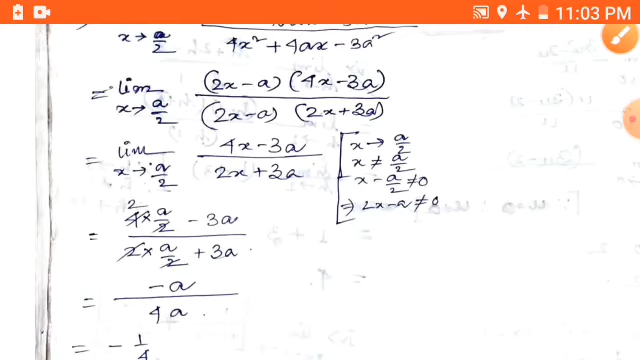 11:03 PM
x→a/2 4x² + 4ax − 3a²
= lim x→a/2 (2x−a) (4x−3a) / (2x−a) (2x+3a)
= lim x→a/2 4x−3a / 2x+3a
x → a/2
x ≠ a/2
x − a/2 ≠ 0
⇒ 2x−a ≠ 0
= 4×a/2 − 3a / 2×a/2 + 3a
2
= −a / 4a
= − 1/4